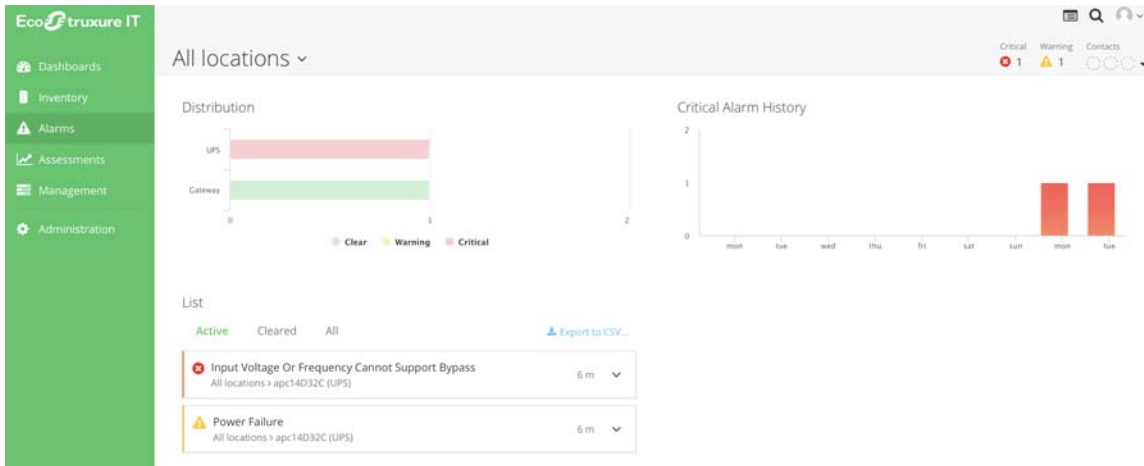 EcoStruxure IT
Dashboards
Inventory
Alarms
Assessments
Management
Administration
All locations
Critical Warning Contacts
1 1
Distribution
UPS
Gateway
0 1 2
Clear Warning Critical
Critical Alarm History
2
1
0
mon tue wed thu fri sat sun mon tue
List
Active Cleared All Export to CSV...
Input Voltage Or Frequency Cannot Support Bypass
All locations › apc14D32C (UPS)
6 m
Power Failure
All locations › apc14D32C (UPS)
6 m